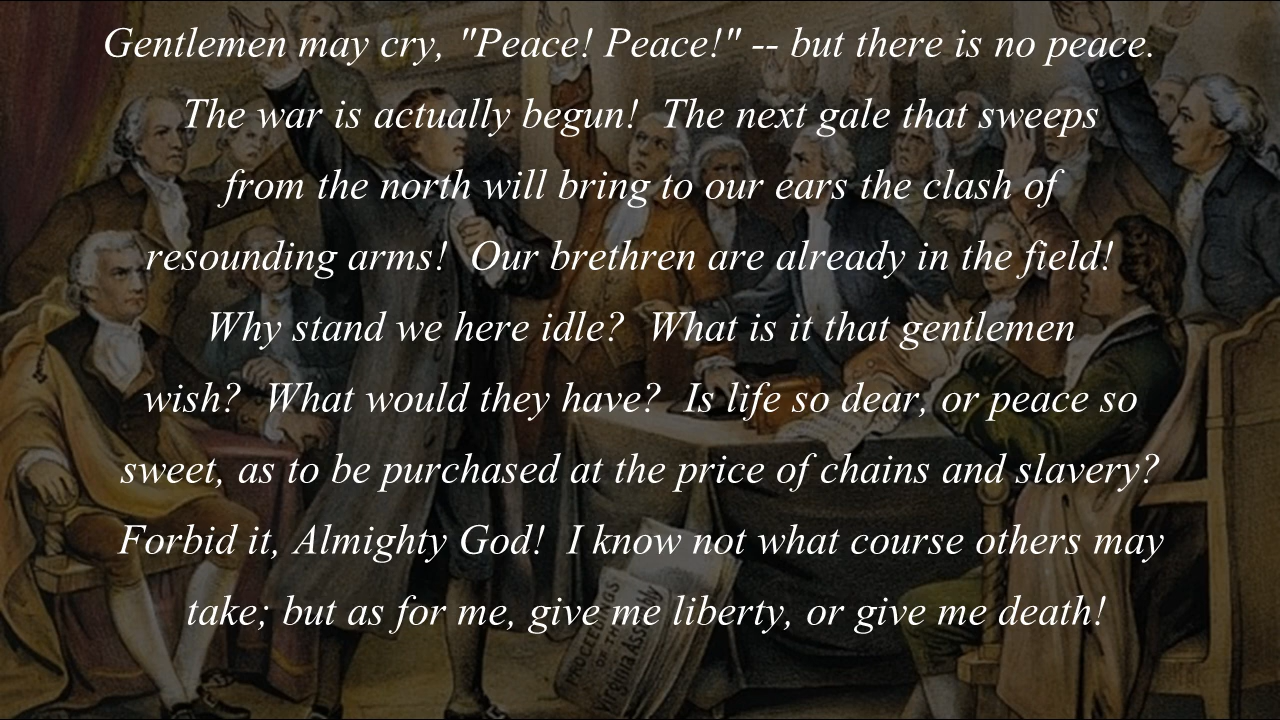 Gentlemen may cry, "Peace! Peace!" -- but there is no peace.
The war is actually begun!  The next gale that sweeps
from the north will bring to our ears the clash of
resounding arms!  Our brethren are already in the field!
Why stand we here idle?  What is it that gentlemen
wish?  What would they have?  Is life so dear, or peace so
sweet, as to be purchased at the price of chains and slavery?
Forbid it, Almighty God!  I know not what course others may
take; but as for me, give me liberty, or give me death!
OF THE
Virginia Assembly